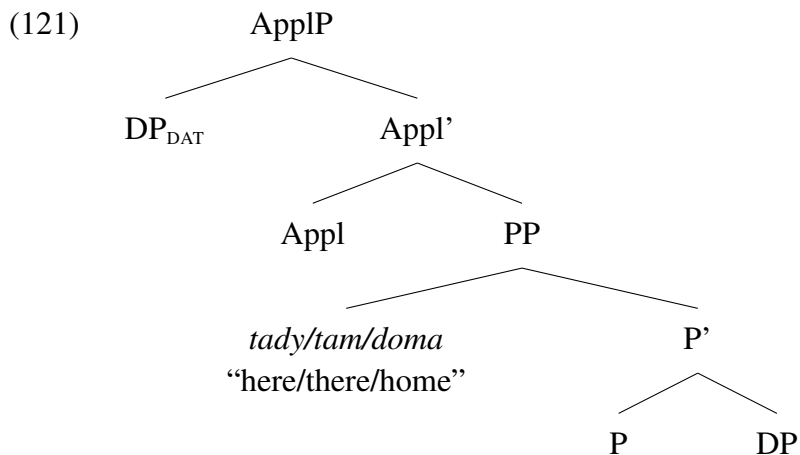 (121) ApplP
DP_DAT Appl’
Appl PP
tady/tam/doma P’
“here/there/home”
P DP